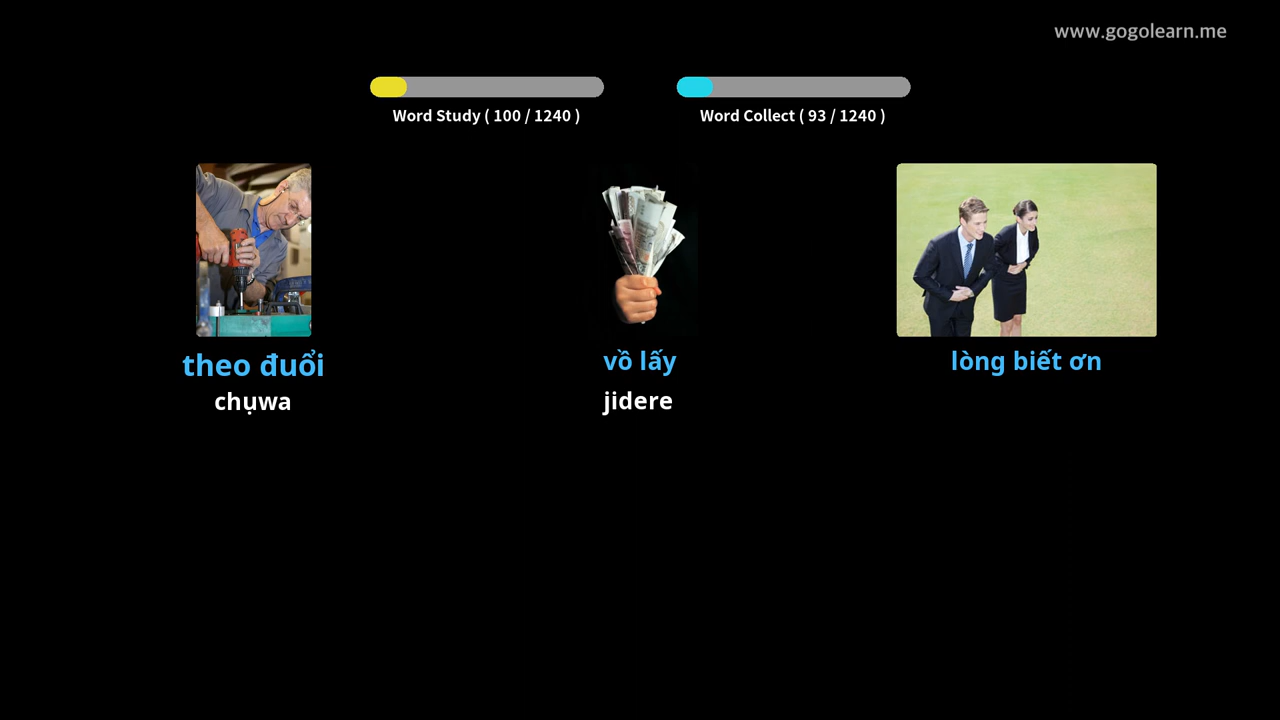 www.gogolearn.me
Word Study ( 100 / 1240 )
Word Collect ( 93 / 1240 )
theo đuổi
chụwa
vồ lấy
jidere
lòng biết ơn